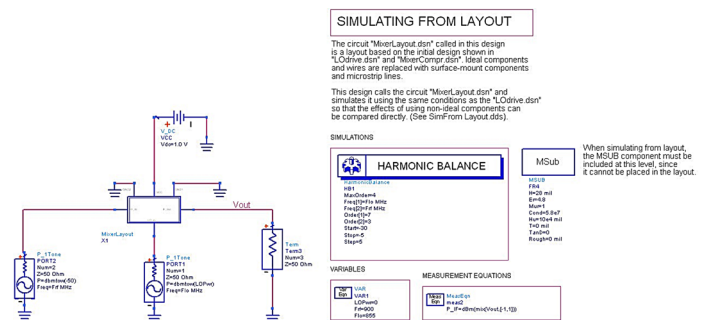 SIMULATING FROM LAYOUT
The circuit "MixerLayout.dsn" called in this design
is a layout based on the initial design shown in
"LOdrive.dsn" and "MixerCompr.dsn". Ideal components
and wires are replaced with surface-mount components
and microstrip lines.
This design calls the circuit "MixerLayout.dsn" and
simulates it using the same conditions as the "LOdrive.dsn"
so that the effects of using non-ideal components can
be compared directly. (See SimFrom Layout.dds).
SIMULATIONS
HARMONIC BALANCE
HarmonicBalance
HB1
MaxOrder=4
Freq[1]=Flo MHz
Freq[2]=Frf MHz
Order[1]=7
Order[2]=3
Start=-30
Stop=-5
Step=5
MSub
MSUB
FR4
H=28 mil
Er=4.8
Mur=1
Cond=5.8e7
Hu=10e4 mil
T=0 mil
TanD=0
Rough=0 mil
When simulating from layout,
the MSUB component must be
included at this level, since
it cannot be placed in the layout.
VARIABLES
Var
Eqn
VAR
VAR1
LOPwr=0
Frf=900
Flo=855
MEASUREMENT EQUATIONS
Meas
Eqn
MeasEqn
meas2
P_IF=dBm(mix(Vout,{-1,1}))
V_DC
VCC
Vdc=1.0 V
Vout
MixerLayout
X1
P_1Tone
PORT2
Num=2
Z=50 Ohm
P=dbmtow(-50)
Freq=Frf MHz
P_1Tone
PORT1
Num=1
Z=50 Ohm
P=dbmtow(LOPwr)
Freq=Flo MHz
Term
Term3
Num=3
Z=50 Ohm